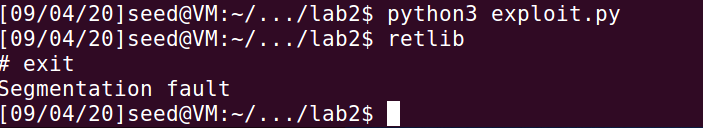 [09/04/20]seed@VM:~/.../lab2$ python3 exploit.py
[09/04/20]seed@VM:~/.../lab2$ retlib
# exit
Segmentation fault
[09/04/20]seed@VM:~/.../lab2$